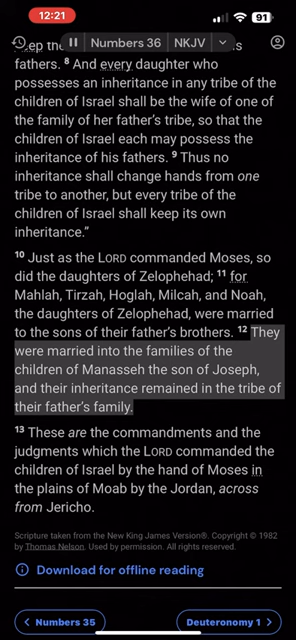 12:21
91
Numbers 36 NKJV
fathers. 8 And every daughter who
possesses an inheritance in any tribe of the
children of Israel shall be the wife of one of
the family of her father's tribe, so that the
children of Israel each may possess the
inheritance of his fathers. 9 Thus no
inheritance shall change hands from one
tribe to another, but every tribe of the
children of Israel shall keep its own
inheritance."
10 Just as the LORD commanded Moses, so
did the daughters of Zelophehad; 11 for
Mahlah, Tirzah, Hoglah, Milcah, and Noah,
the daughters of Zelophehad, were married
to the sons of their father's brothers. 12 They
were married into the families of the
children of Manasseh the son of Joseph,
and their inheritance remained in the tribe of
their father's family.
13 These are the commandments and the
judgments which the LORD commanded the
children of Israel by the hand of Moses in
the plains of Moab by the Jordan, across
from Jericho.
Scripture taken from the New King James Version®. Copyright © 1982
by Thomas Nelson. Used by permission. All rights reserved.
Download for offline reading
Numbers 35
Deuteronomy 1